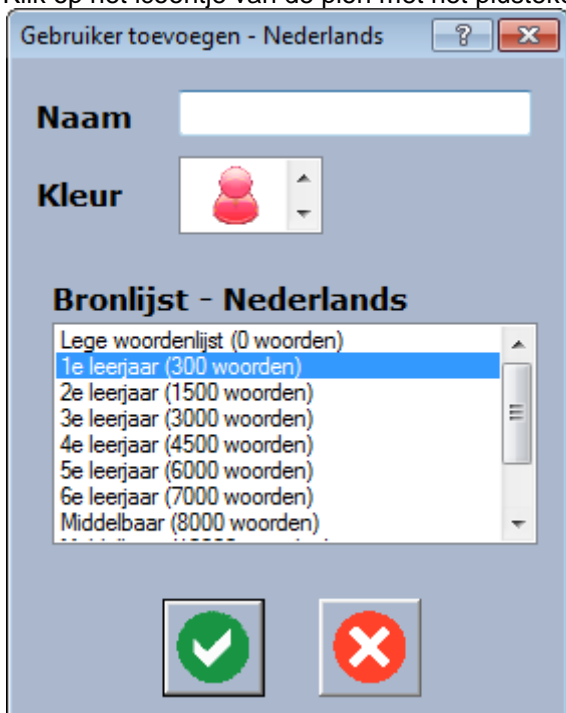 Gebruiker toevoegen - Nederlands
?
Naam
Kleur
Bronlijst - Nederlands
Lege woordenlijst (0 woorden)
1e leerjaar (300 woorden)
2e leerjaar (1500 woorden)
3e leerjaar (3000 woorden)
4e leerjaar (4500 woorden)
5e leerjaar (6000 woorden)
6e leerjaar (7000 woorden)
Middelbaar (8000 woorden)